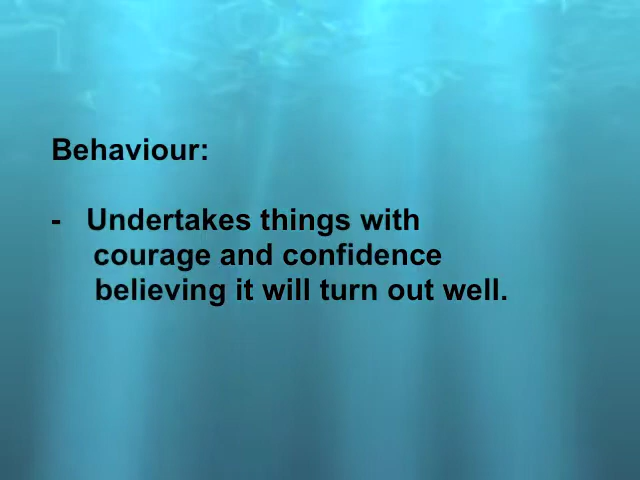 Behaviour:
- Undertakes things with
courage and confidence
believing it will turn out well.